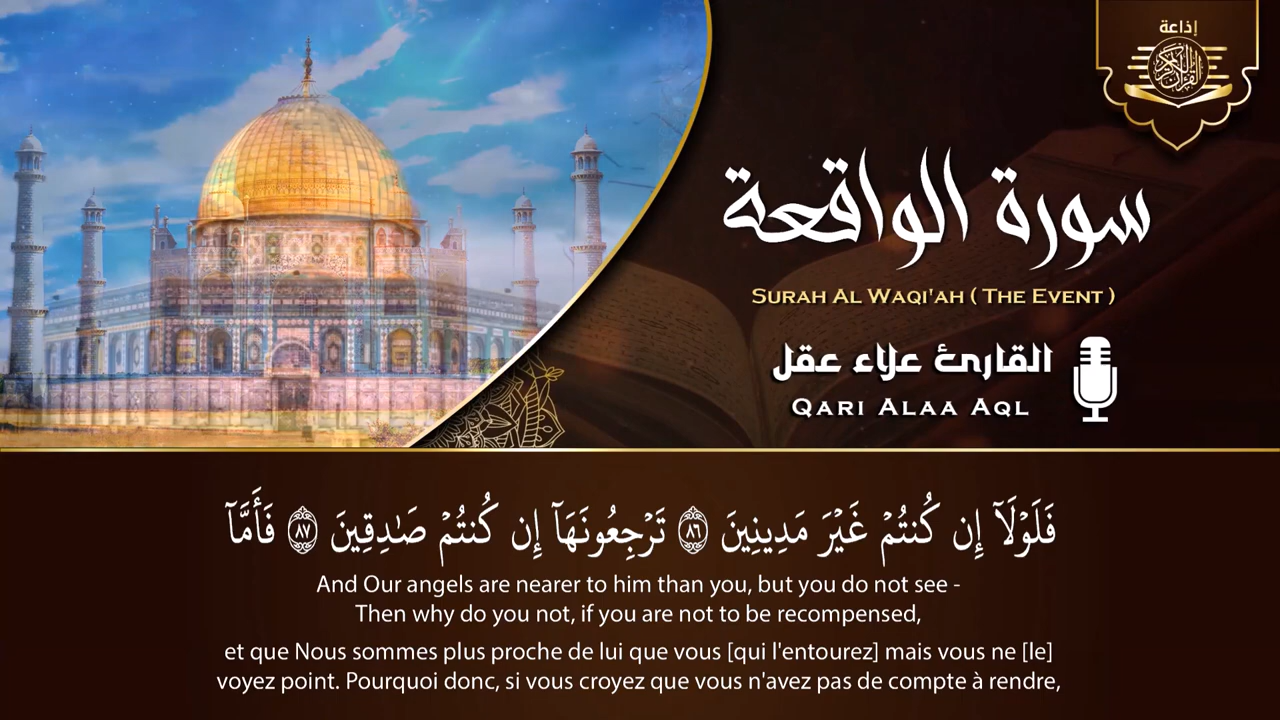 إذاعة
القرآن الكريم
سورة الواقعة
SURAH AL WAQI'AH ( THE EVENT )
القارئ علاء عقل
QARI ALAA AQL
فَلَوْلَآ إِن كُنتُمْ غَيْرَ مَدِينِينَ ۝٨٦ تَرْجِعُونَهَآ إِن كُنتُمْ صَـٰدِقِينَ ۝٨٧ فَأَمَّآ
And Our angels are nearer to him than you, but you do not see -
Then why do you not, if you are not to be recompensed,
et que Nous sommes plus proche de lui que vous [qui l'entourez] mais vous ne [le]
voyez point. Pourquoi donc, si vous croyez que vous n'avez pas de compte à rendre,